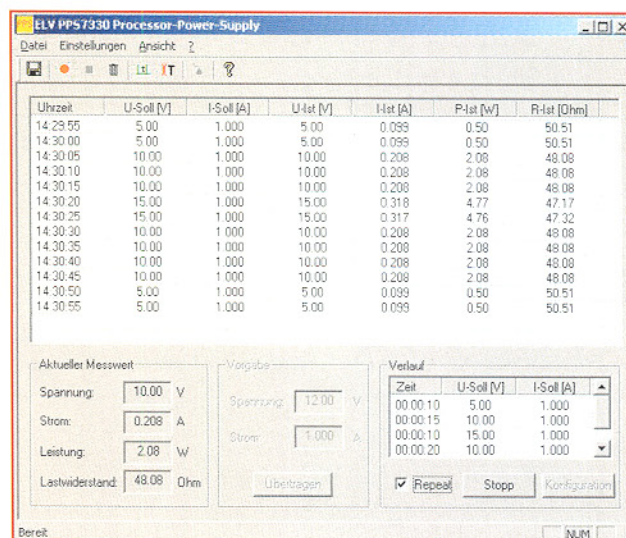 ELV PPS7330 Processor-Power-Supply
Datei Einstellungen Ansicht ?
Uhrzeit U-Soll [V] I-Soll [A] U-Ist [V] I-Ist [A] P-Ist [W] R-Ist [Ohm]
14:29:55 5.00 1.000 5.00 0.099 0.50 50.51
14:30:00 5.00 1.000 5.00 0.099 0.50 50.51
14:30:05 10.00 1.000 10.00 0.208 2.08 48.08
14:30:10 10.00 1.000 10.00 0.208 2.08 48.08
14:30:15 10.00 1.000 10.00 0.208 2.08 48.08
14:30:20 15.00 1.000 15.00 0.318 4.77 47.17
14:30:25 15.00 1.000 15.00 0.317 4.76 47.32
14:30:30 10.00 1.000 10.00 0.208 2.08 48.08
14:30:35 10.00 1.000 10.00 0.208 2.08 48.08
14:30:40 10.00 1.000 10.00 0.208 2.08 48.08
14:30:45 10.00 1.000 10.00 0.208 2.08 48.08
14:30:50 5.00 1.000 5.00 0.099 0.50 50.51
14:30:55 5.00 1.000 5.00 0.099 0.50 50.51
Aktueller Messwert
Spannung: 10.00 V
Strom: 0.208 A
Leistung: 2.08 W
Lastwiderstand: 48.08 Ohm
Vorgabe
Spannung: 12.00 V
Strom: 1.000 A
Übertragen
Verlauf
Zeit U-Soll [V] I-Soll [A]
00:00:10 5.00 1.000
00:00:15 10.00 1.000
00:00:10 15.00 1.000
00:00:20 10.00 1.000
Repeat Stopp Konfiguration
Bereit NUM